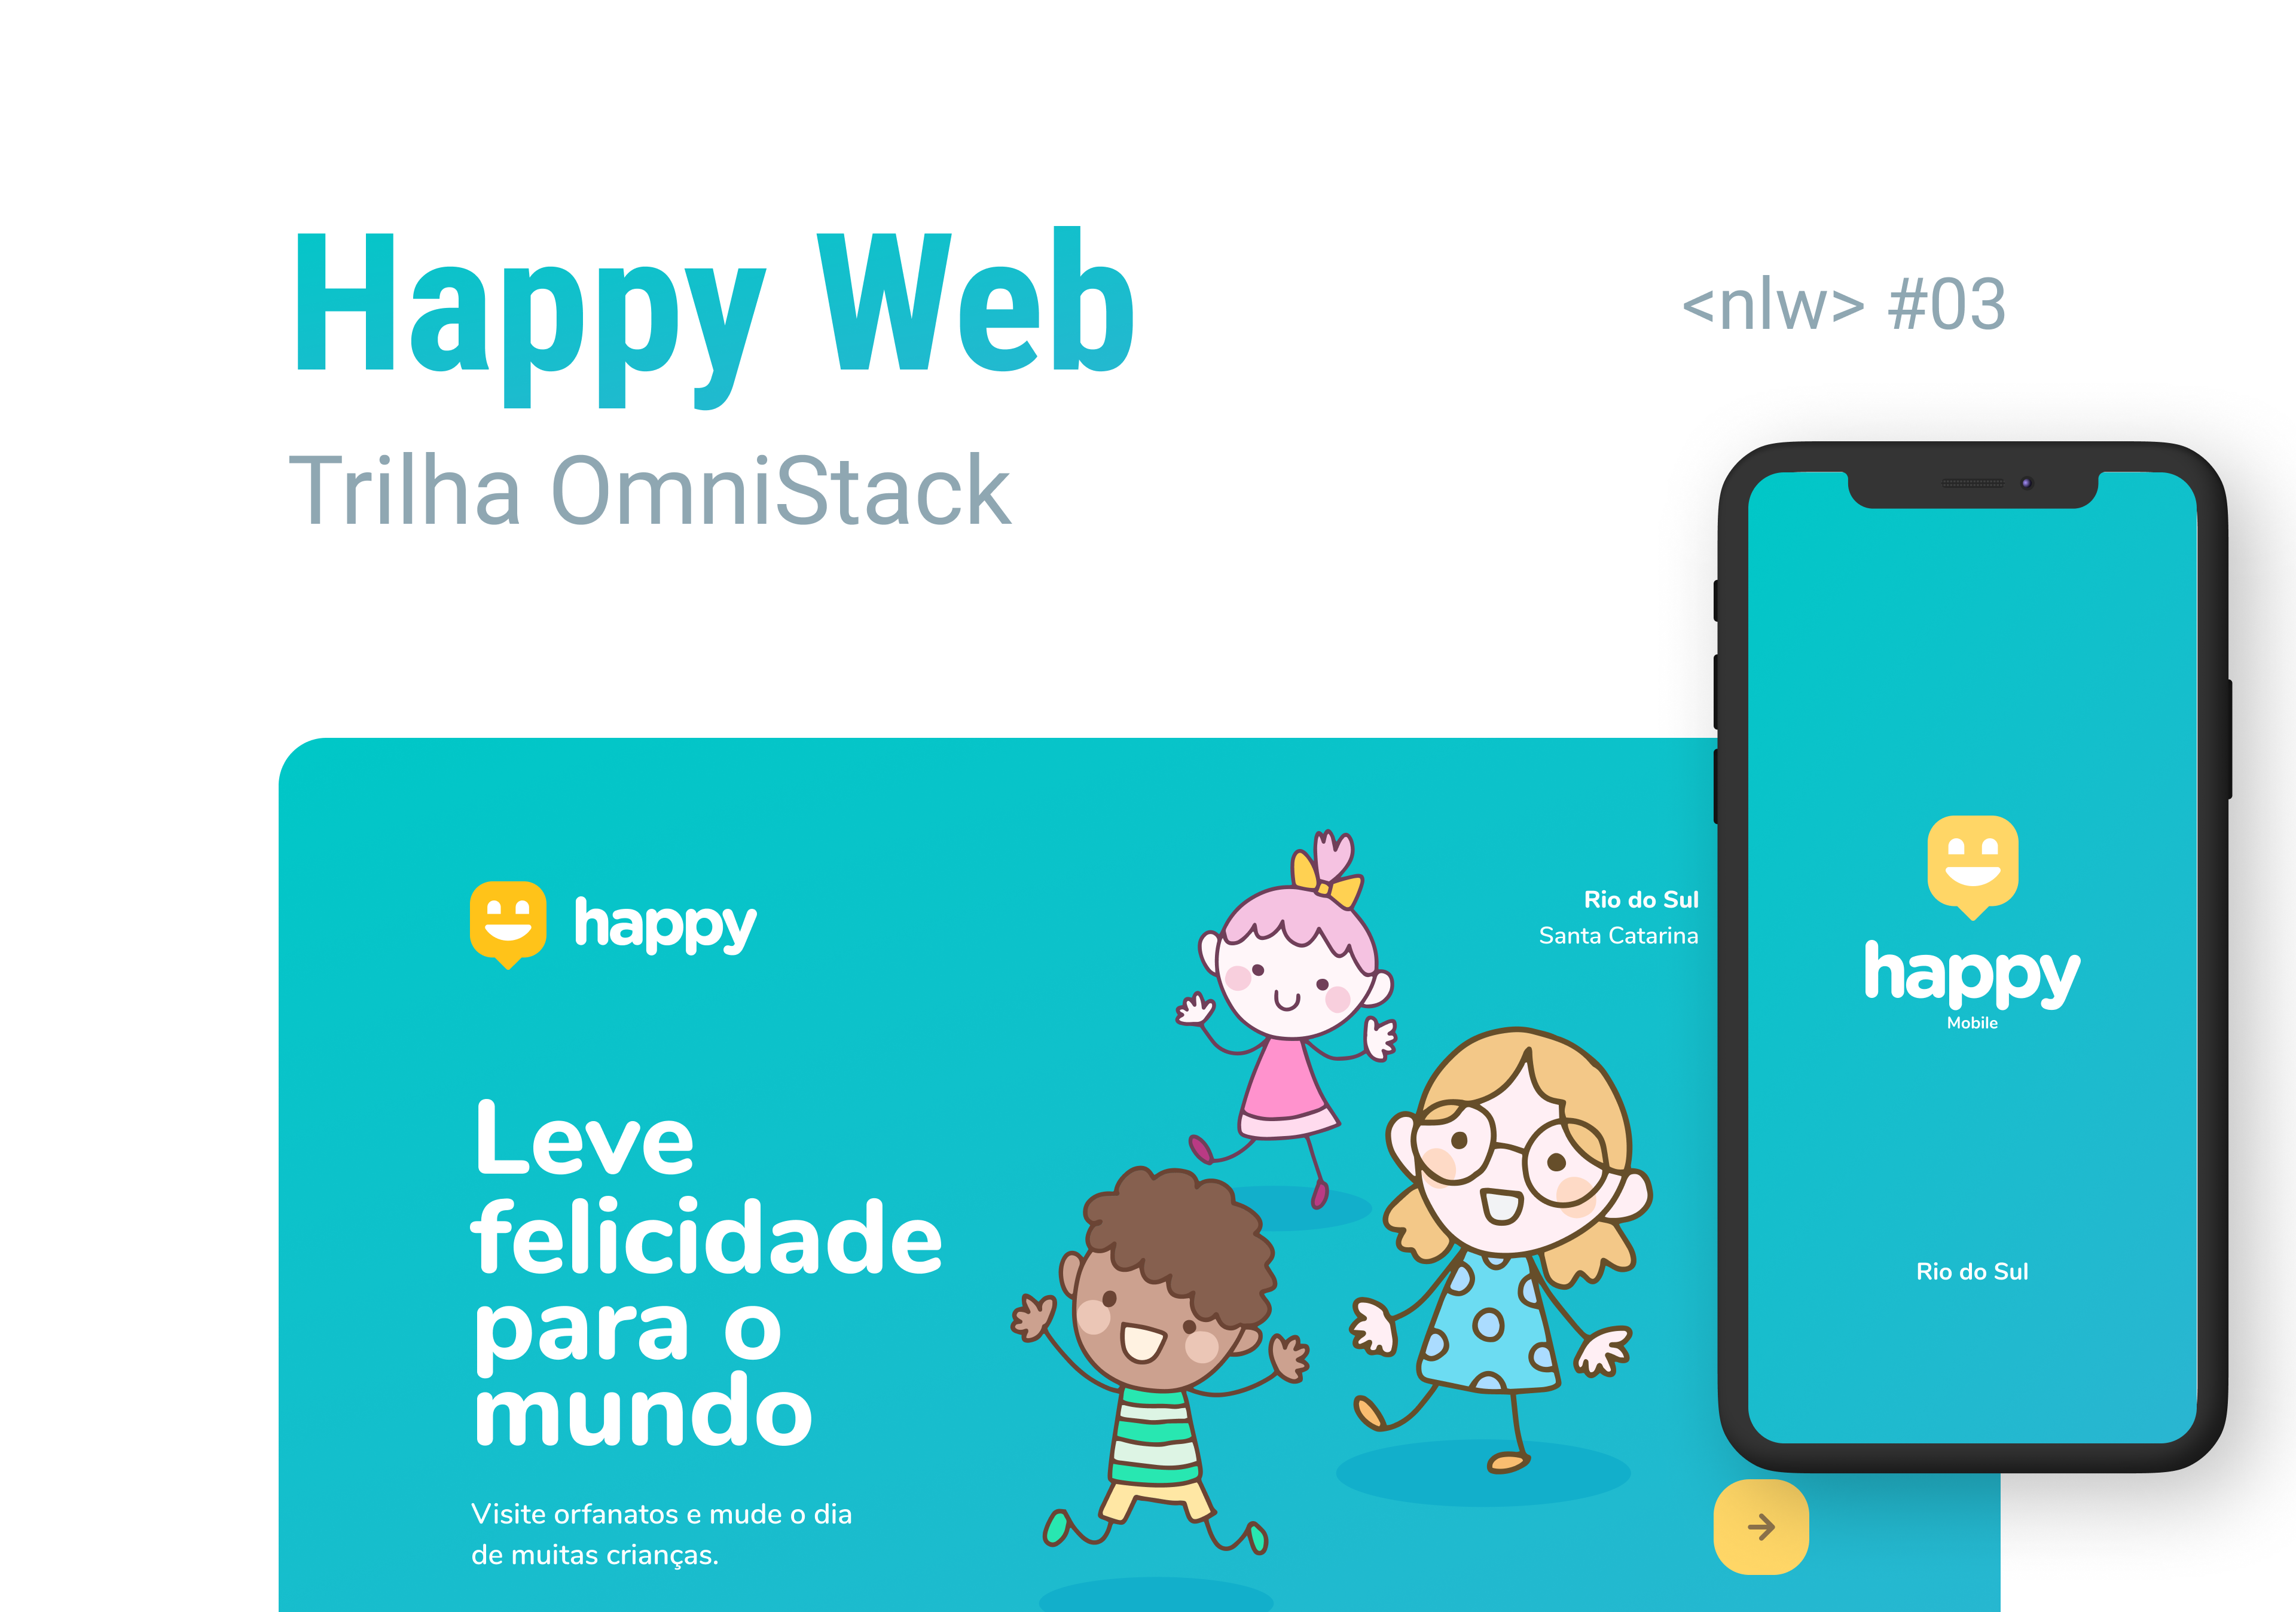 Happy Web
<nlw> #03
Trilha OmniStack
happy
Rio do Sul
Santa Catarina
Leve
felicidade
para o
mundo
Visite orfanatos e mude o dia
de muitas crianças.
happy
Mobile
Rio do Sul